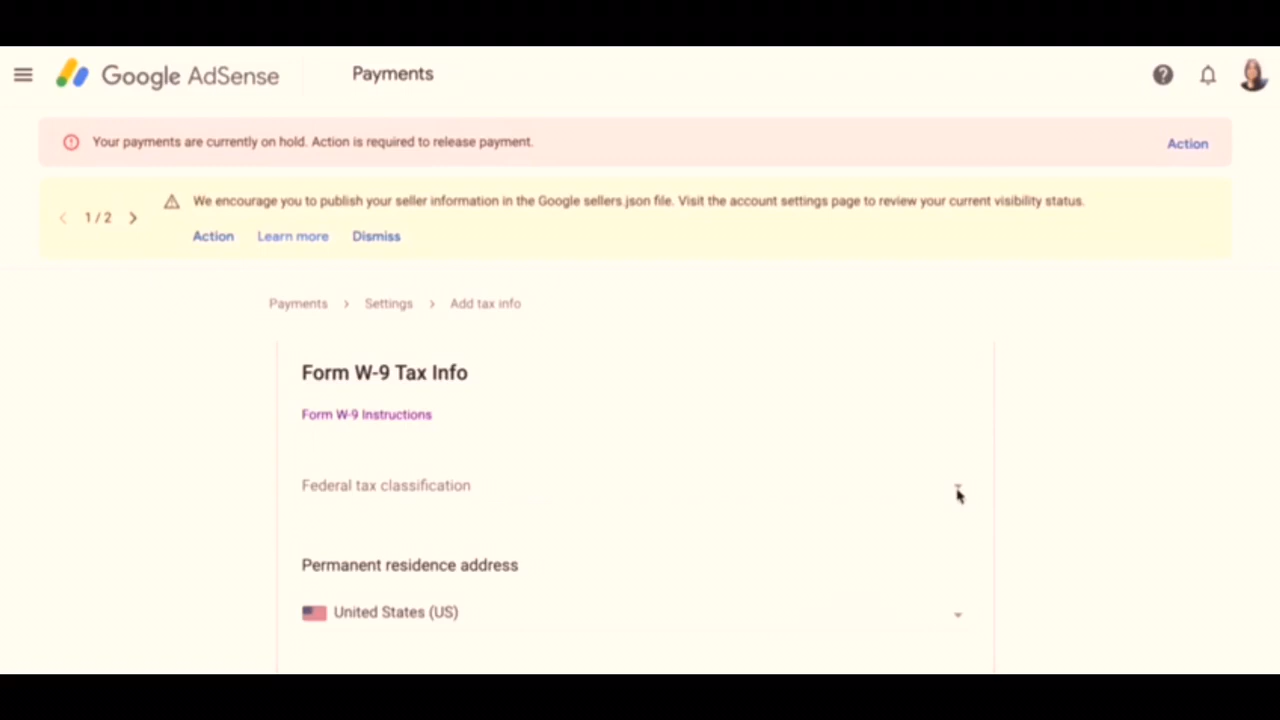 Google AdSense
Payments
Your payments are currently on hold. Action is required to release payment.
Action
We encourage you to publish your seller information in the Google sellers.json file. Visit the account settings page to review your current visibility status.
1 / 2
Action Learn more Dismiss
Payments > Settings > Add tax info
Form W-9 Tax Info
Form W-9 Instructions
Federal tax classification
Permanent residence address
United States (US)